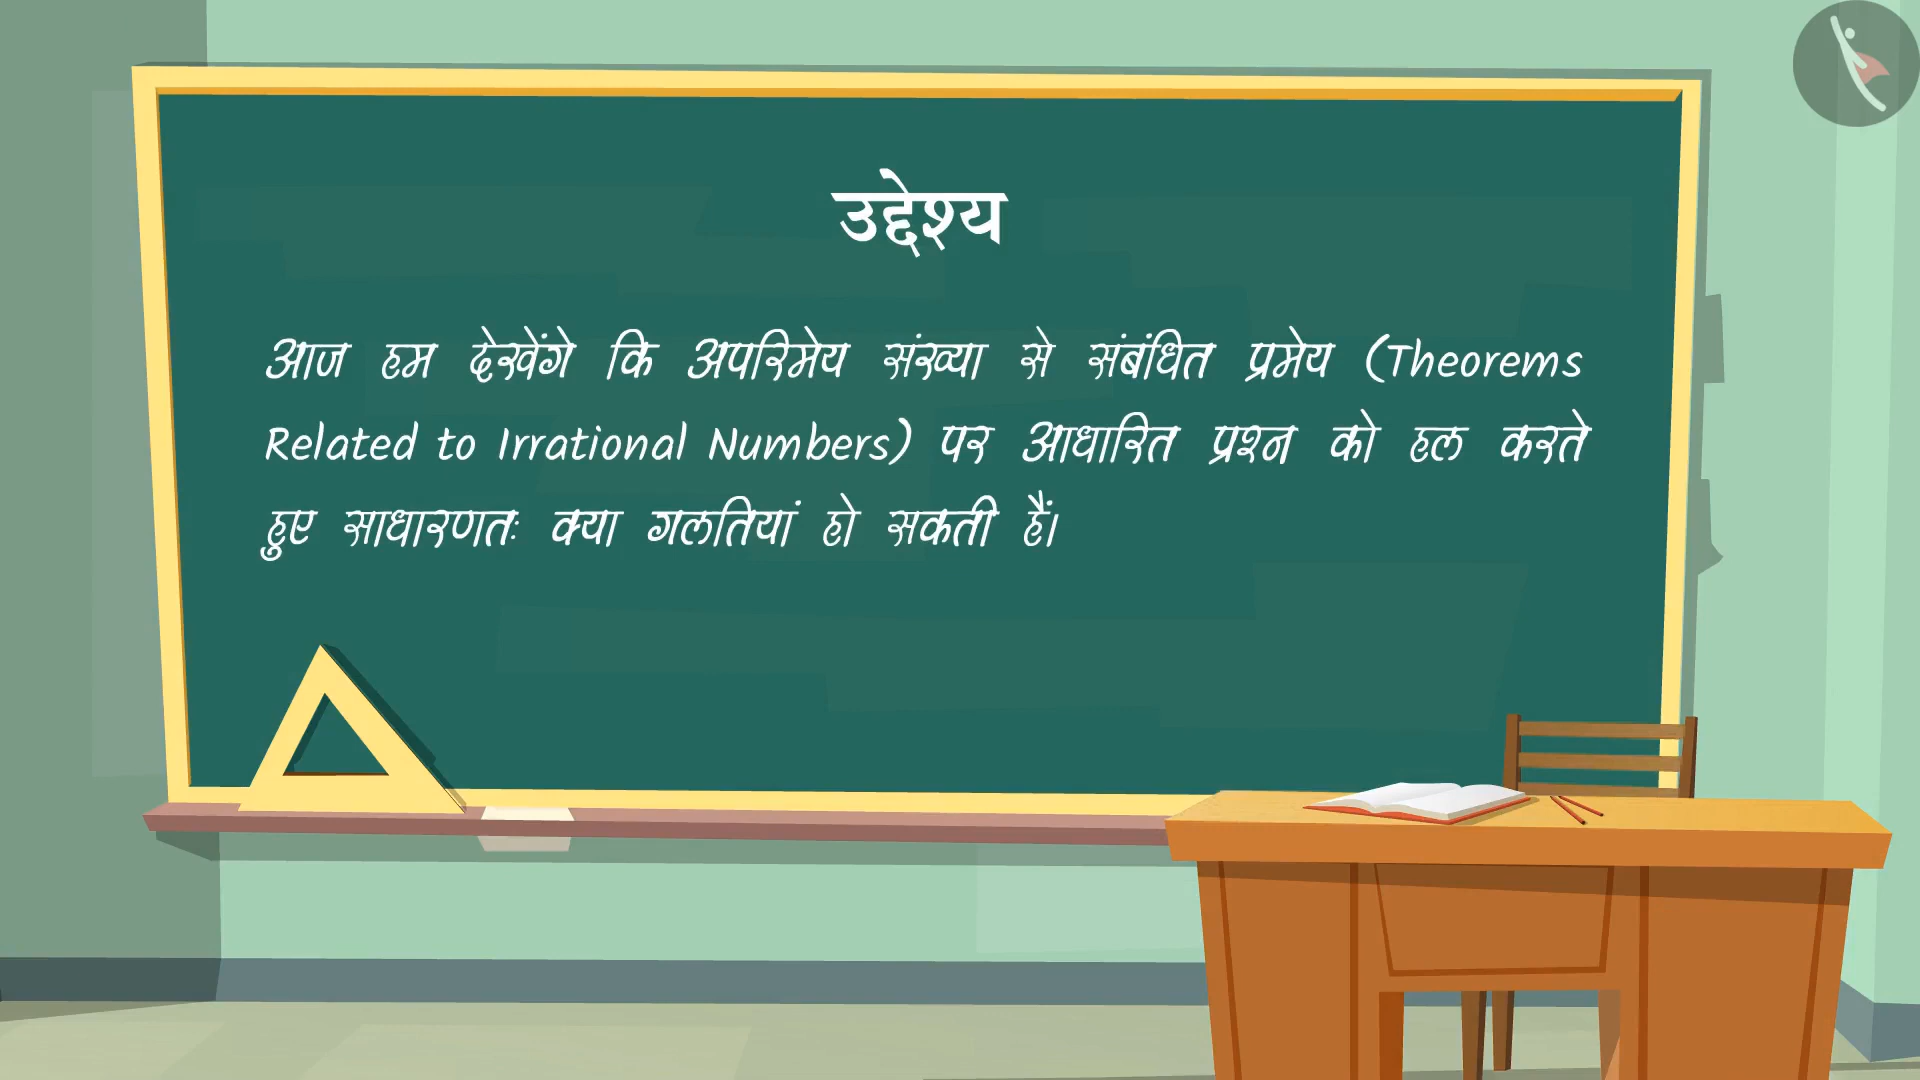 उद्देश्य
आज हम देखेंगे कि अपरिमेय संख्या से संबंधित प्रमेय (Theorems
Related to Irrational Numbers) पर आधारित प्रश्न को हल करते
हुए साधारणतः क्या गलतियां हो सकती हैं।